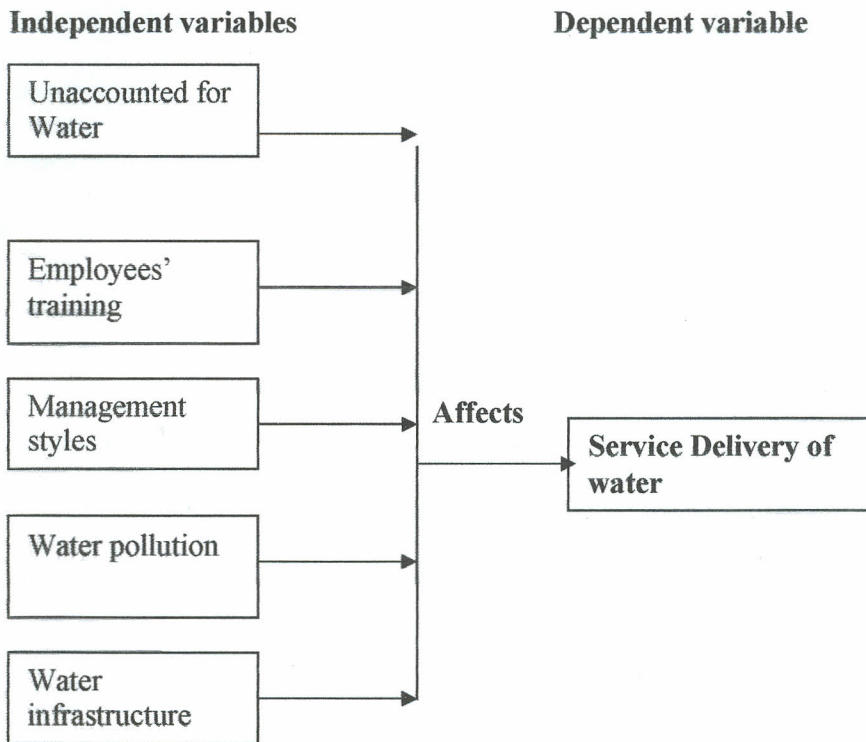 Independent variables
Dependent variable
Unaccounted for
Water
Employees’
training
Management
styles
Affects
Service Delivery of
water
Water pollution
Water
infrastructure